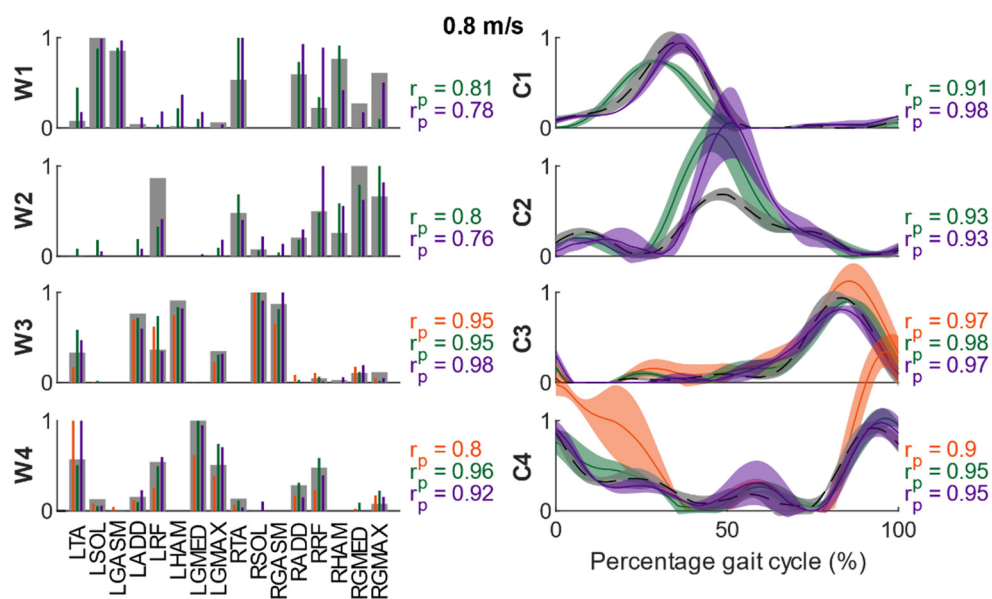 0.8 m/s
W1
1
0
r_p = 0.81
r_p = 0.78
C1
1
0
r_p = 0.91
r_p = 0.98
W2
1
0
r_p = 0.8
r_p = 0.76
C2
1
0
r_p = 0.93
r_p = 0.93
W3
1
0
r_p = 0.95
r_p = 0.95
r_p = 0.98
C3
1
0
r_p = 0.97
r_p = 0.98
r_p = 0.97
W4
1
0
r_p = 0.8
r_p = 0.96
r_p = 0.92
C4
1
0
r_p = 0.9
r_p = 0.95
r_p = 0.95
LTA
LSOL
LGASM
LADD
LRF
LHAM
LGMED
LGMAX
RTA
RSOL
RGASM
RADD
RRF
RHAM
RGMED
RGMAX
0 50 100
Percentage gait cycle (%)